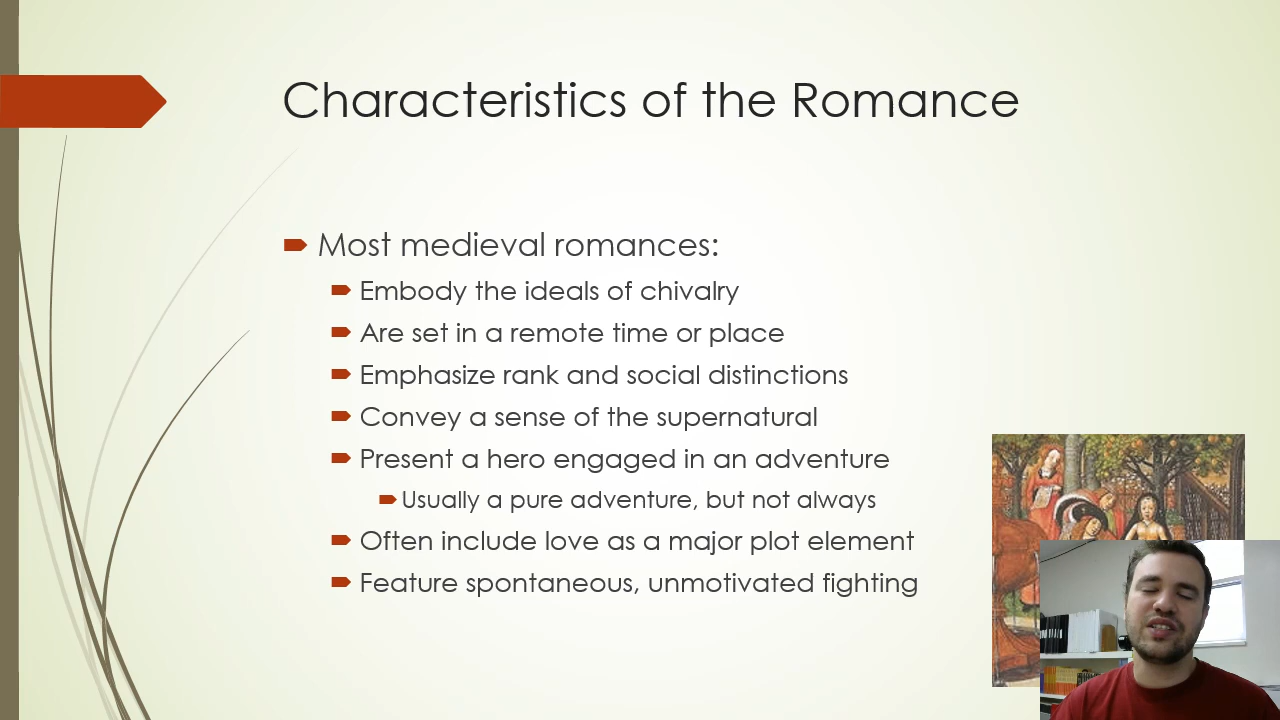 Characteristics of the Romance
Most medieval romances:
Embody the ideals of chivalry
Are set in a remote time or place
Emphasize rank and social distinctions
Convey a sense of the supernatural
Present a hero engaged in an adventure
Usually a pure adventure, but not always
Often include love as a major plot element
Feature spontaneous, unmotivated fighting